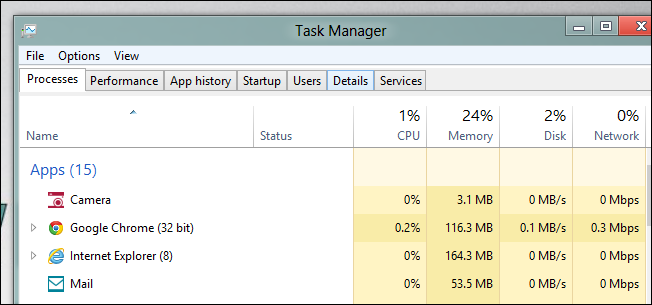 Task Manager
File Options View
Processes Performance App history Startup Users Details Services
1% 24% 2% 0%
Name Status CPU Memory Disk Network
Apps (15)
Camera 0% 3.1 MB 0 MB/s 0 Mbps
Google Chrome (32 bit) 0.2% 116.3 MB 0.1 MB/s 0.3 Mbps
Internet Explorer (8) 0% 164.3 MB 0 MB/s 0 Mbps
Mail 0% 53.5 MB 0 MB/s 0 Mbps